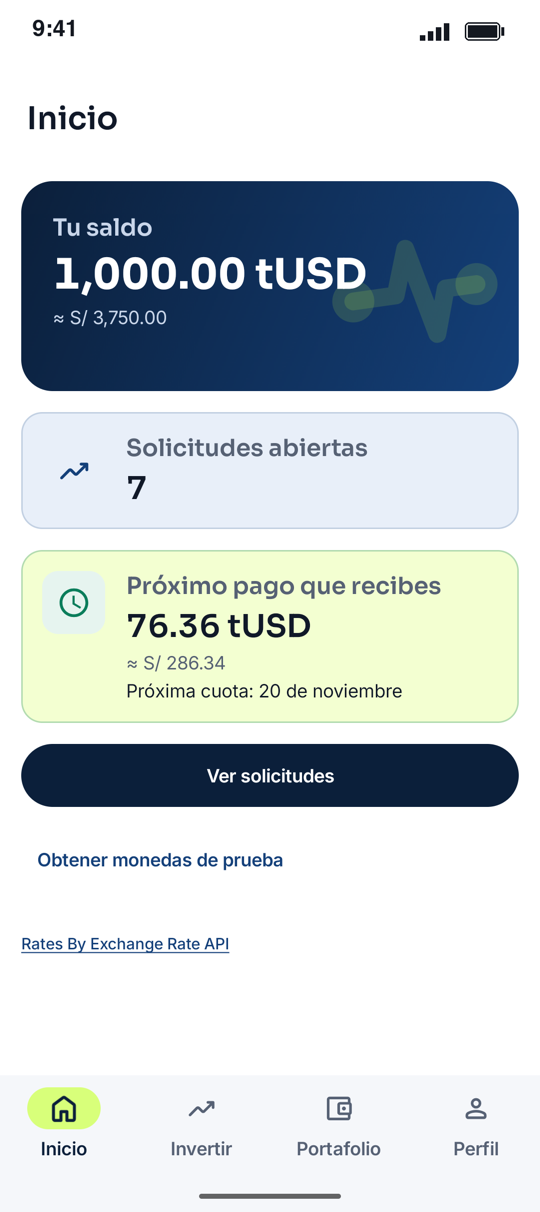 9:41
Inicio
Tu saldo
1,000.00 tUSD
≈ S/ 3,750.00
Solicitudes abiertas
7
Próximo pago que recibes
76.36 tUSD
≈ S/ 286.34
Próxima cuota: 20 de noviembre
Ver solicitudes
Obtener monedas de prueba
Rates By Exchange Rate API
Inicio
Invertir
Portafolio
Perfil